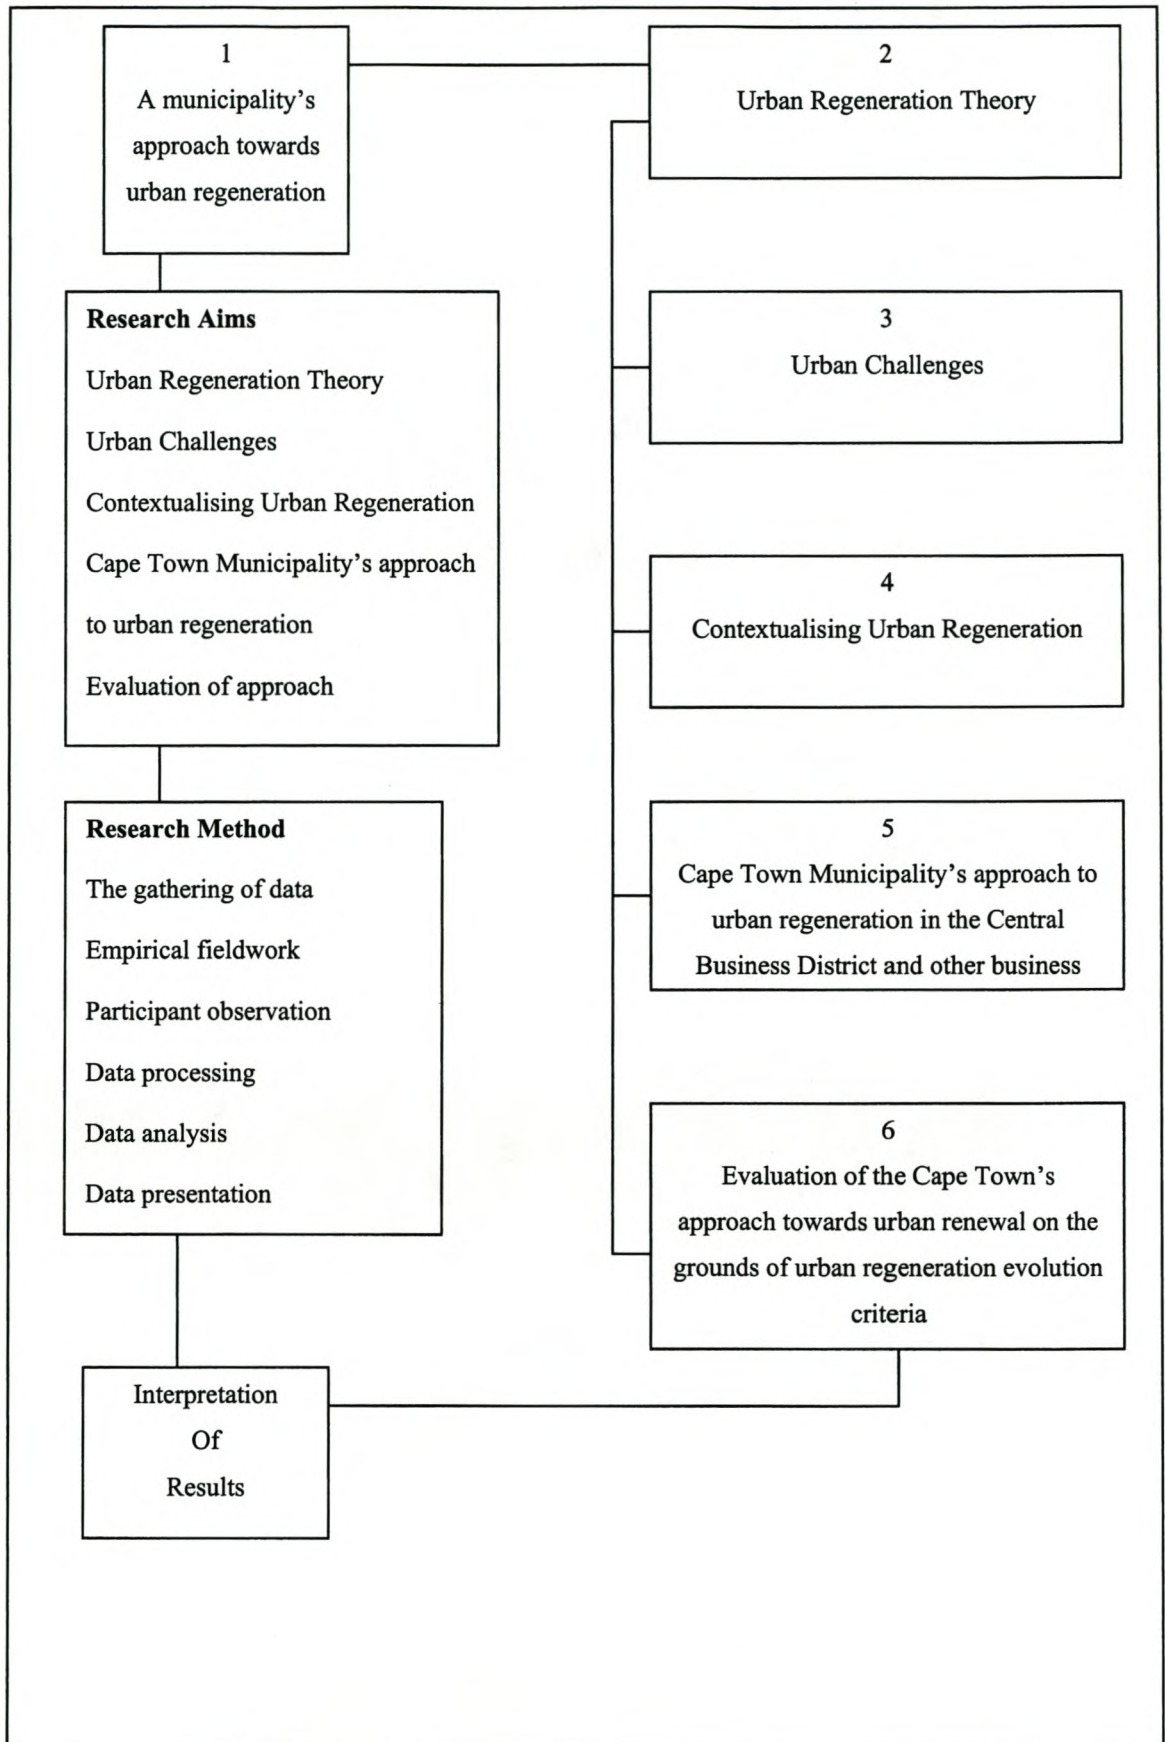 1
A municipality's
approach towards
urban regeneration
Research Aims
Urban Regeneration Theory
Urban Challenges
Contextualising Urban Regeneration
Cape Town Municipality's approach
to urban regeneration
Evaluation of approach
Research Method
The gathering of data
Empirical fieldwork
Participant observation
Data processing
Data analysis
Data presentation
Interpretation
Of
Results
2
Urban Regeneration Theory
3
Urban Challenges
4
Contextualising Urban Regeneration
5
Cape Town Municipality's approach to
urban regeneration in the Central
Business District and other business
6
Evaluation of the Cape Town's
approach towards urban renewal on the
grounds of urban regeneration evolution
criteria